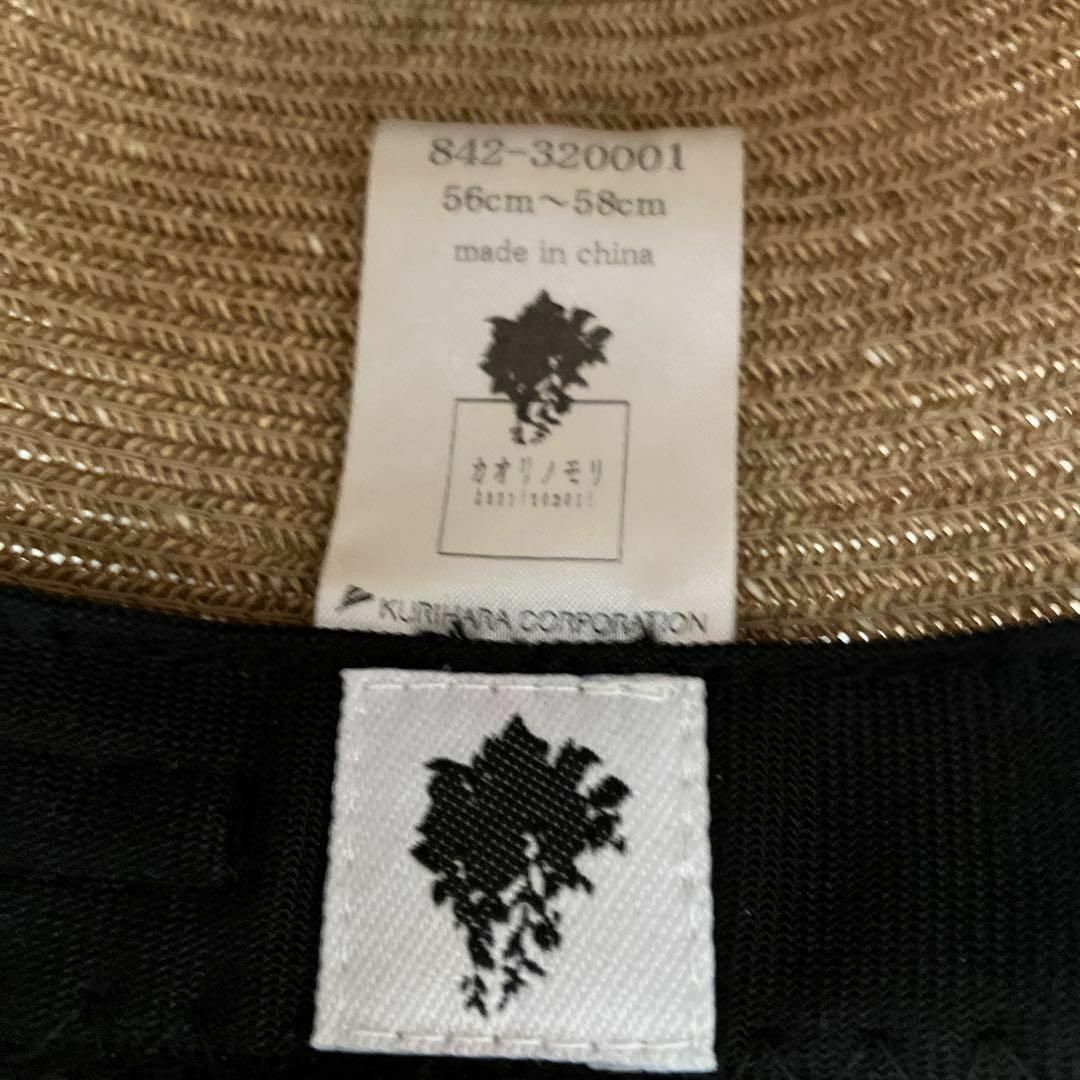 842-320001
56cm～58cm
made in china
カオリノモリ
KURIHARA CORPORATION